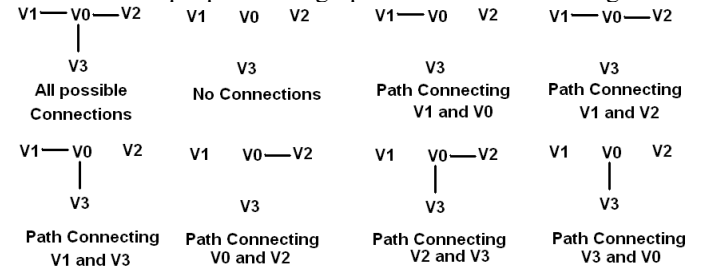 V1 V0 V2 V1 V0 V2 V1 V0 V2 V1 V0 V2
V3 V3 V3 V3
All possible
Connections
No Connections
Path Connecting
V1 and V0
Path Connecting
V1 and V2
V1 V0 V2 V1 V0 V2 V1 V0 V2 V1 V0 V2
V3 V3 V3 V3
Path Connecting
V1 and V3
Path Connecting
V0 and V2
Path Connecting
V2 and V3
Path Connecting
V3 and V0